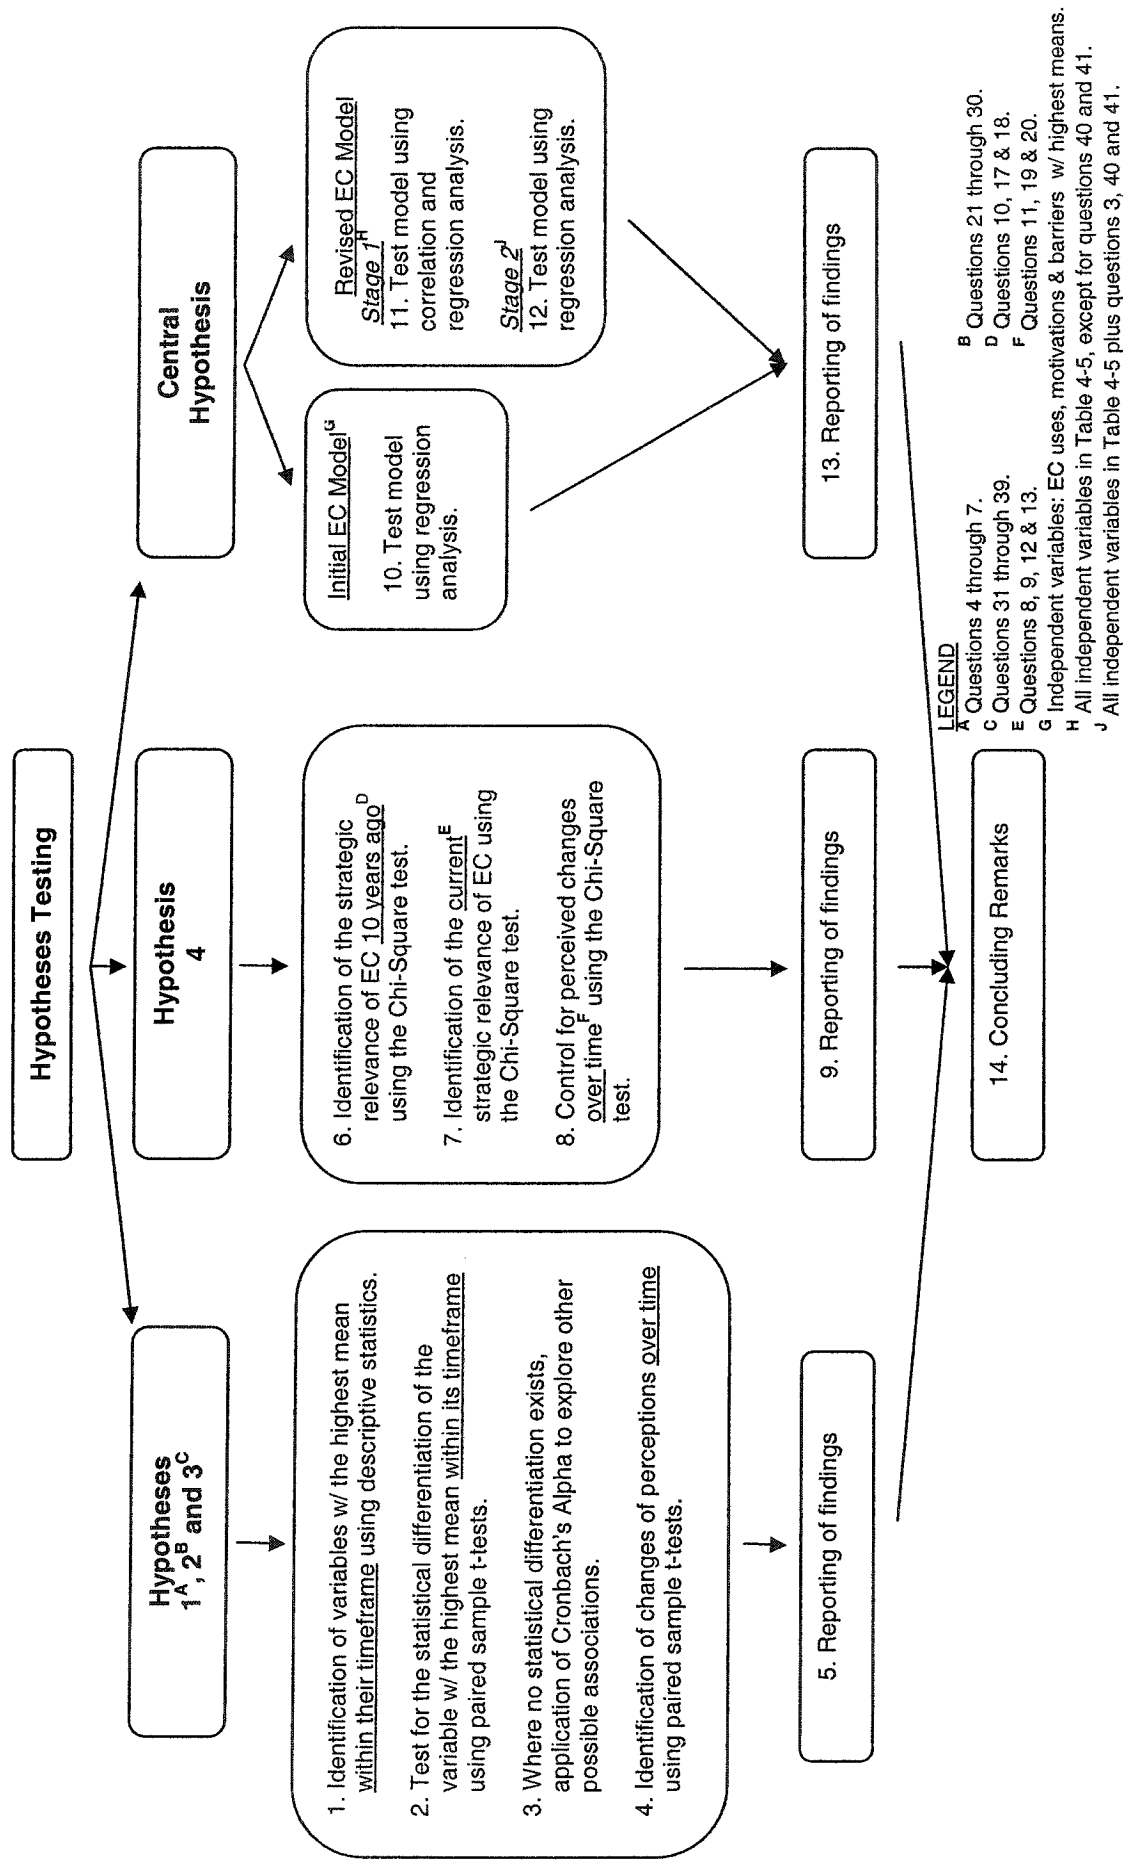 Hypotheses Testing
Hypotheses
1A, 2B and 3C
Hypothesis
4
Central
Hypothesis
1. Identification of variables w/ the highest mean
within their timeframe using descriptive statistics.
2. Test for the statistical differentiation of the
variable w/ the highest mean within its timeframe
using paired sample t-tests.
3. Where no statistical differentiation exists,
application of Cronbach's Alpha to explore other
possible associations.
4. Identification of changes of perceptions over time
using paired sample t-tests.
6. Identification of the strategic
relevance of EC 10 years agoD
using the Chi-Square test.
7. Identification of the currentE
strategic relevance of EC using
the Chi-Square test.
8. Control for perceived changes
over timeF using the Chi-Square
test.
Initial EC ModelG
10. Test model
using regression
analysis.
Revised EC Model
Stage 1H
11. Test model using
correlation and
regression analysis.
Stage 2J
12. Test model using
regression analysis.
5. Reporting of findings
9. Reporting of findings
13. Reporting of findings
14. Concluding Remarks
LEGEND
A Questions 4 through 7.
B Questions 21 through 30.
C Questions 31 through 39.
D Questions 10, 17 & 18.
E Questions 8, 9, 12 & 13.
F Questions 11, 19 & 20.
G Independent variables: EC uses, motivations & barriers w/ highest means.
H All independent variables in Table 4-5, except for questions 40 and 41.
J All independent variables in Table 4-5 plus questions 3, 40 and 41.